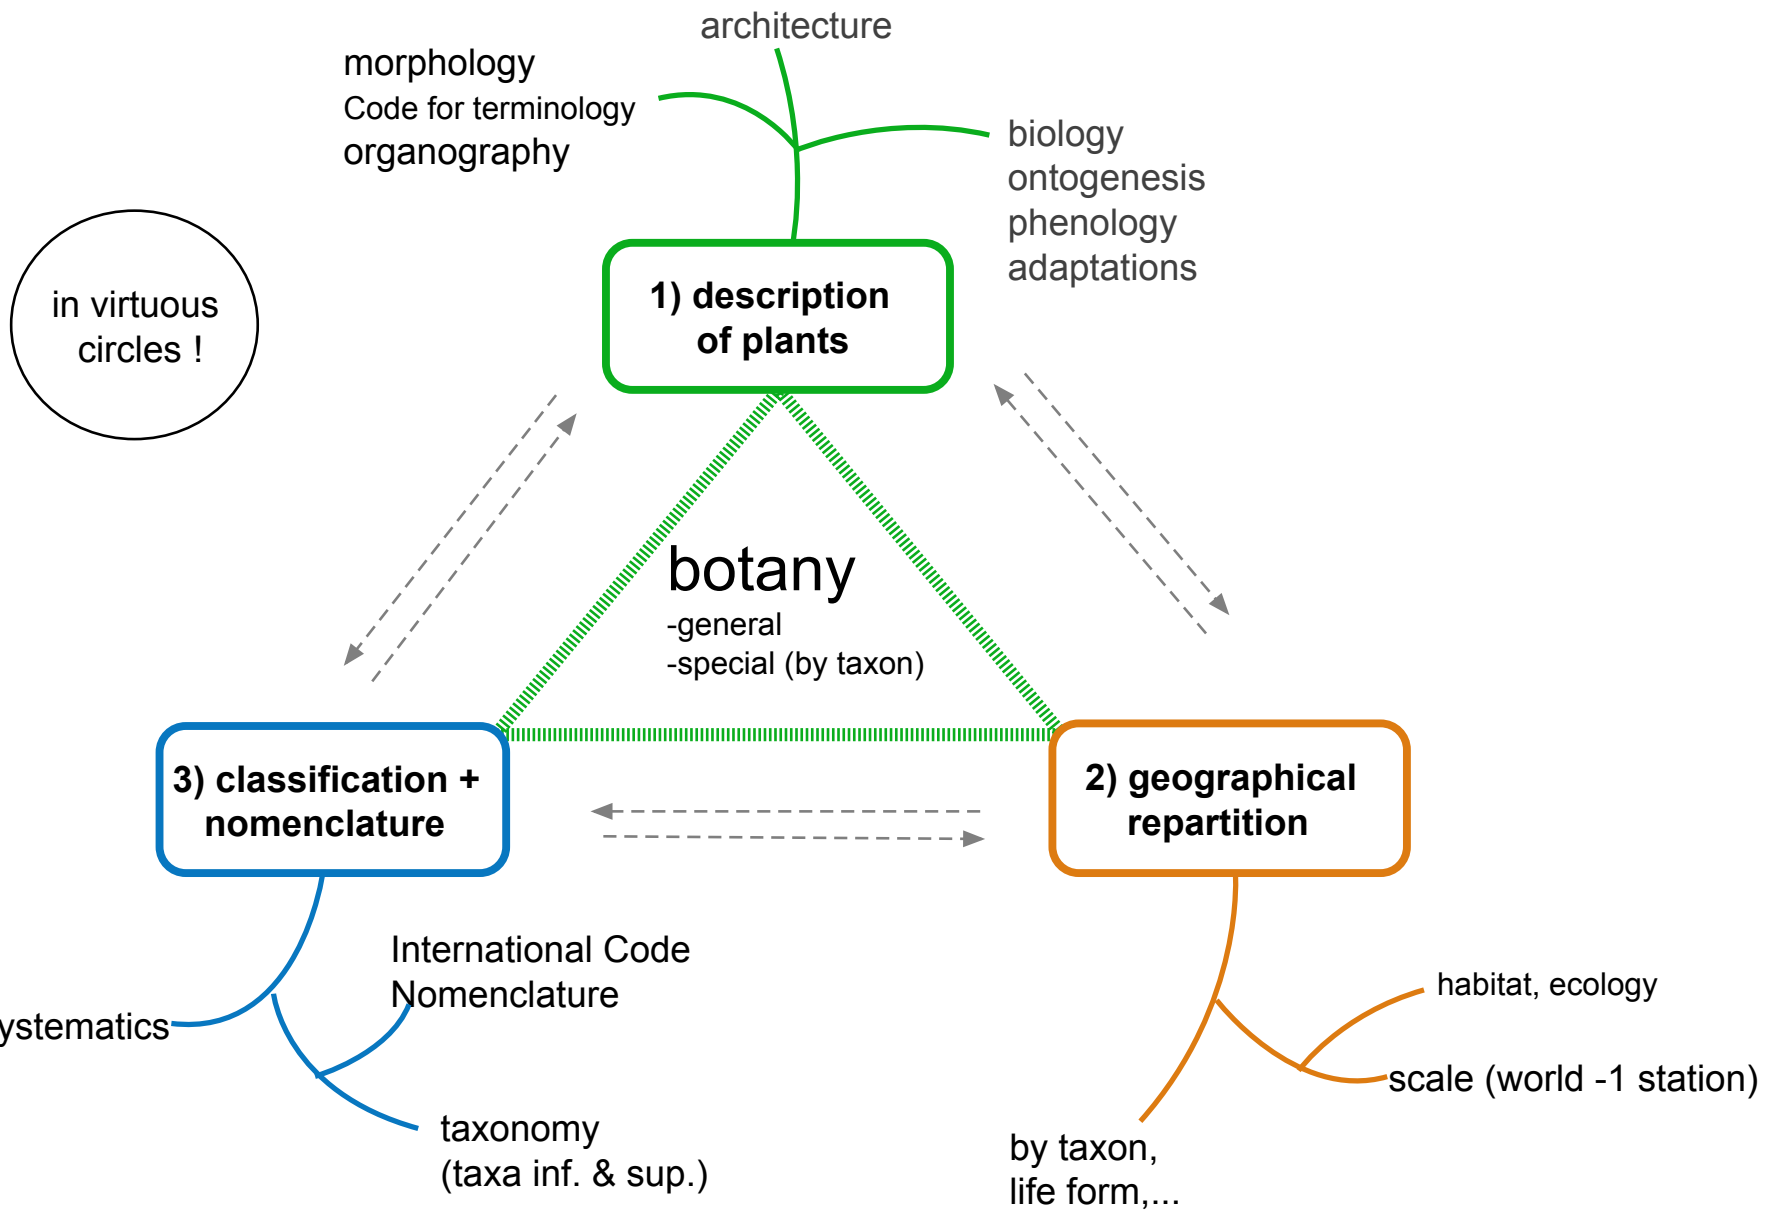 architecture
morphology
Code for terminology
organography
biology
ontogenesis
phenology
adaptations
in virtuous
circles !
1) description
of plants
botany
-general
-special (by taxon)
3) classification +
nomenclature
2) geographical
repartition
International Code
Nomenclature
ystematics
taxonomy
(taxa inf. & sup.)
habitat, ecology
scale (world -1 station)
by taxon,
life form,...